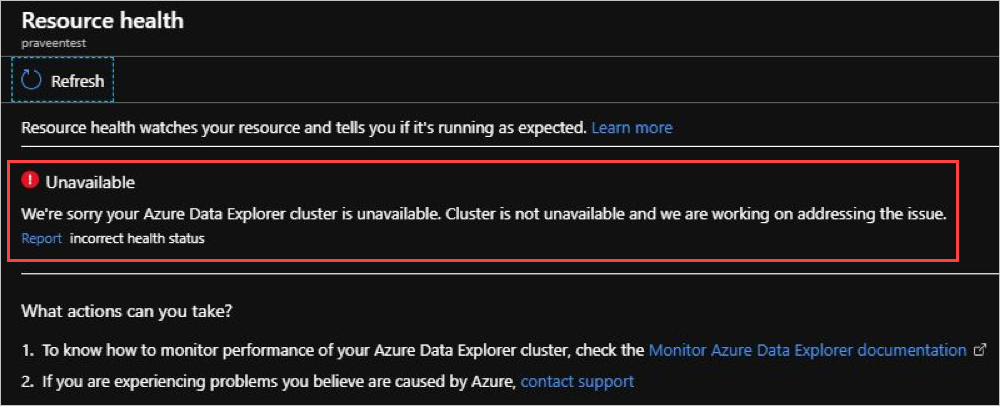 Resource health
praveentest
Refresh
Resource health watches your resource and tells you if it's running as expected. Learn more
Unavailable
We're sorry your Azure Data Explorer cluster is unavailable. Cluster is not unavailable and we are working on addressing the issue.
Report incorrect health status
What actions can you take?
1. To know how to monitor performance of your Azure Data Explorer cluster, check the Monitor Azure Data Explorer documentation
2. If you are experiencing problems you believe are caused by Azure, contact support